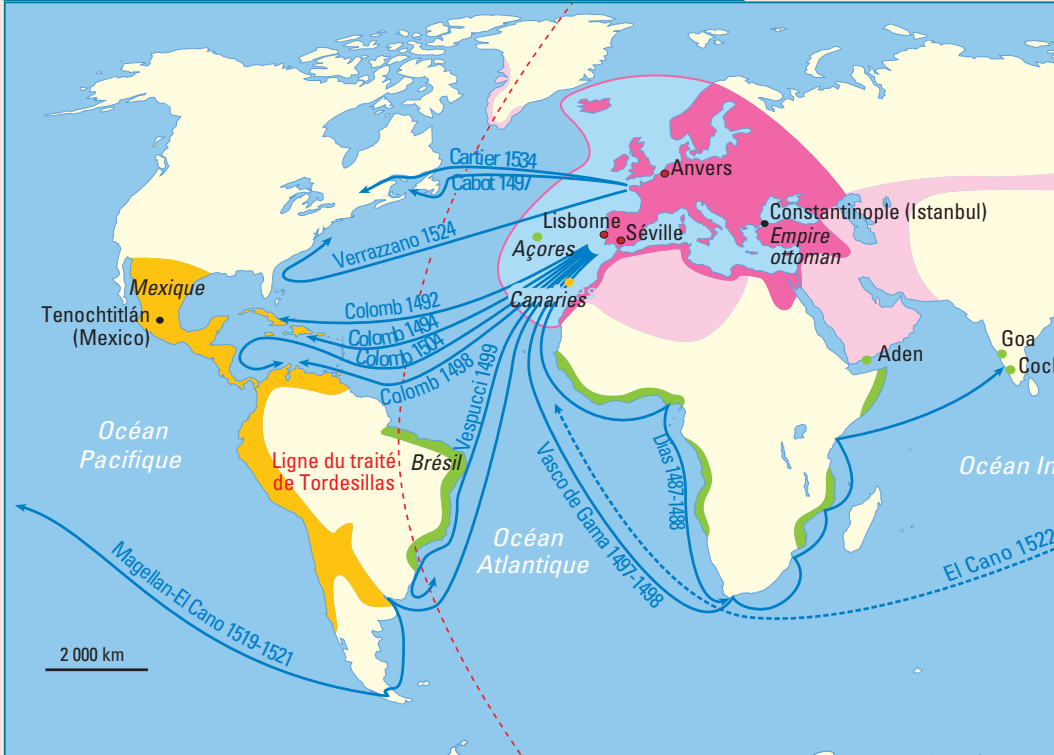 Cartier 1534
Cabot 1497
Anvers
Verrazzano 1524
Lisbonne
Séville
Açores
Constantinople (Istanbul)
Empire
ottoman
Mexique
Tenochtitlán
(Mexico)
Canaries
Colomb 1492
Colomb 1494
Colomb 1504
Colomb 1498
Vespucci 1499
Aden
Goa
Coch
Océan
Pacifique
Ligne du traité
de Tordesillas
Brésil
Océan
Atlantique
Vasco de Gama 1497-1498
Dias 1487-1488
Océan In
El Cano 1522
Magellan-El Cano 1519-1521
2 000 km